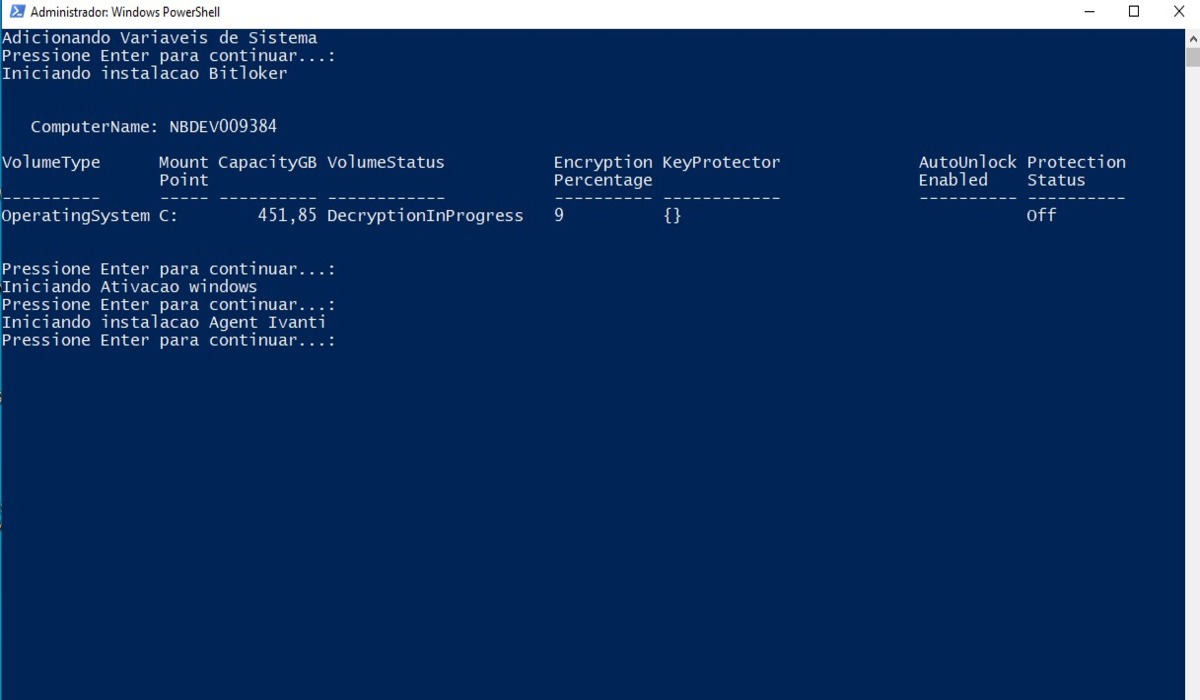 Administrador: Windows PowerShell
Adicionando Variaveis de Sistema
Pressione Enter para continuar...:
Iniciando instalacao Bitloker
ComputerName: NBDEV009384
VolumeType Mount CapacityGB VolumeStatus Encryption KeyProtector AutoUnlock Protection
Point Percentage Enabled Status
---------- ----- ---------- ------------ ---------- ------------ ---------- ----------
OperatingSystem C: 451,85 DecryptionInProgress 9 {} Off
Pressione Enter para continuar...:
Iniciando Ativacao windows
Pressione Enter para continuar...:
Iniciando instalacao Agent Ivanti
Pressione Enter para continuar...: